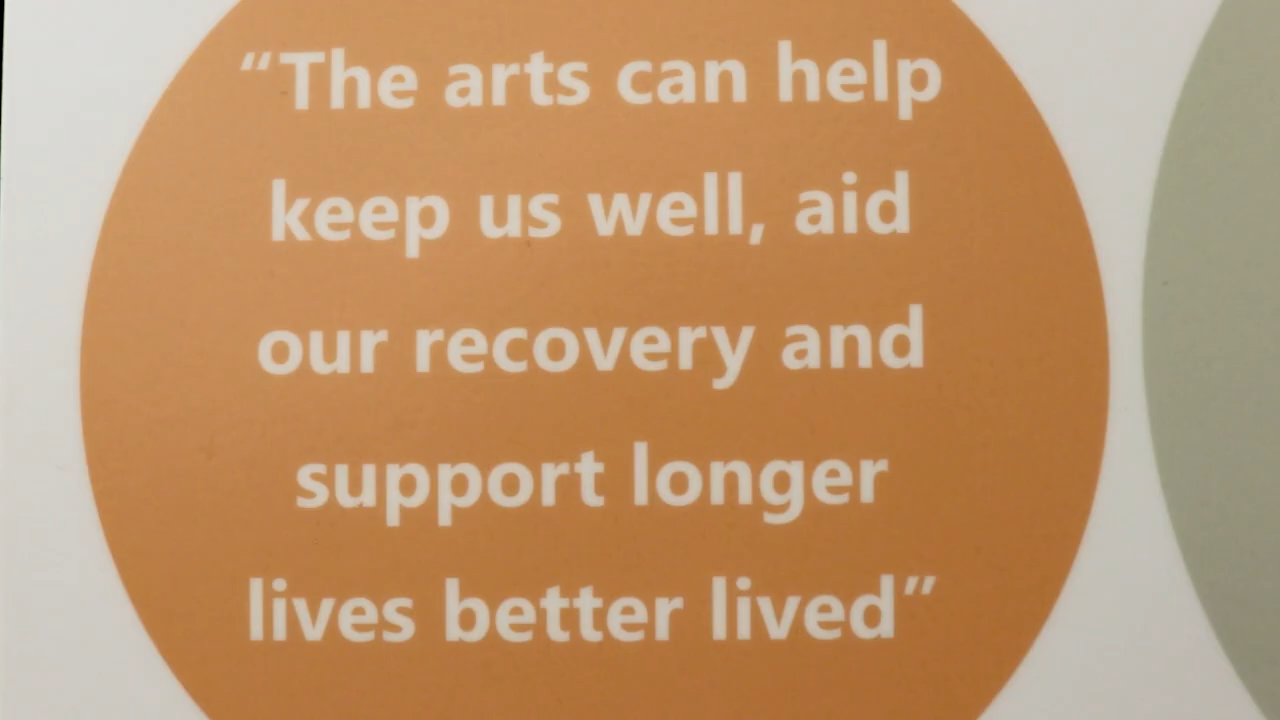 “The arts can help
keep us well, aid
our recovery and
support longer
lives better lived”